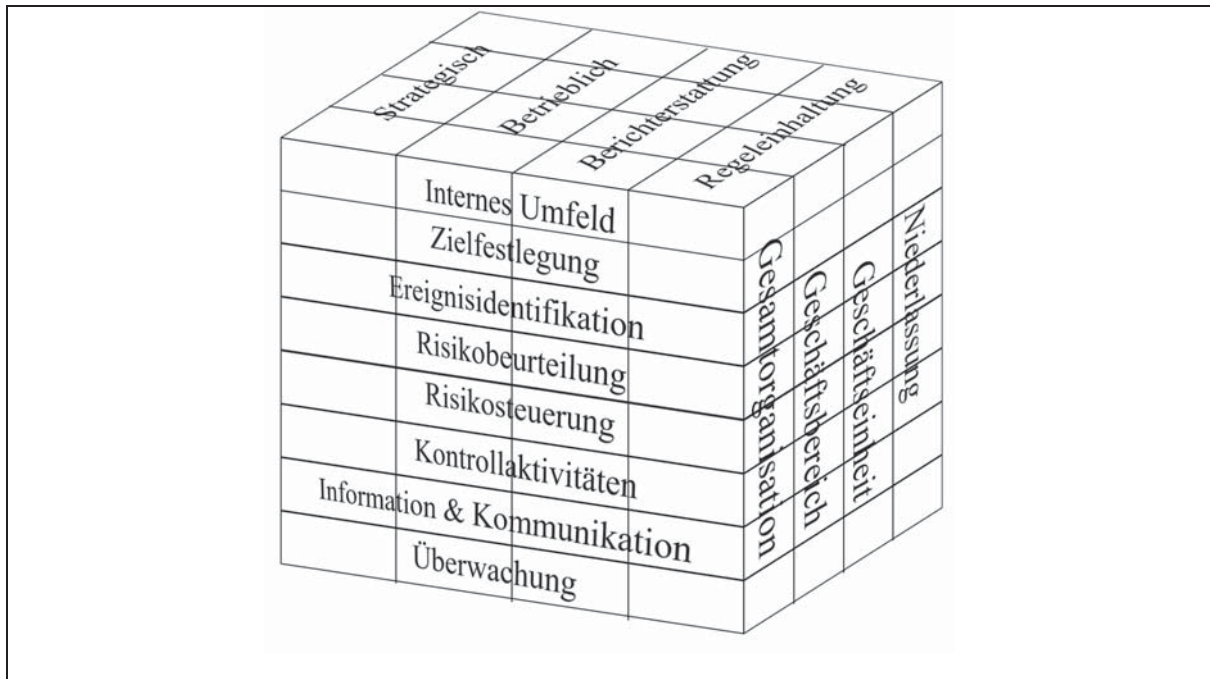 Strategisch
Betrieblich
Berichterstattung
Regeleinhaltung
Internes Umfeld
Zielfestlegung
Ereignisidentifikation
Risikobeurteilung
Risikosteuerung
Kontrollaktivitäten
Information & Kommunikation
Überwachung
Gesamtorganisation
Geschäftsbereich
Geschäftseinheit
Niederlassung